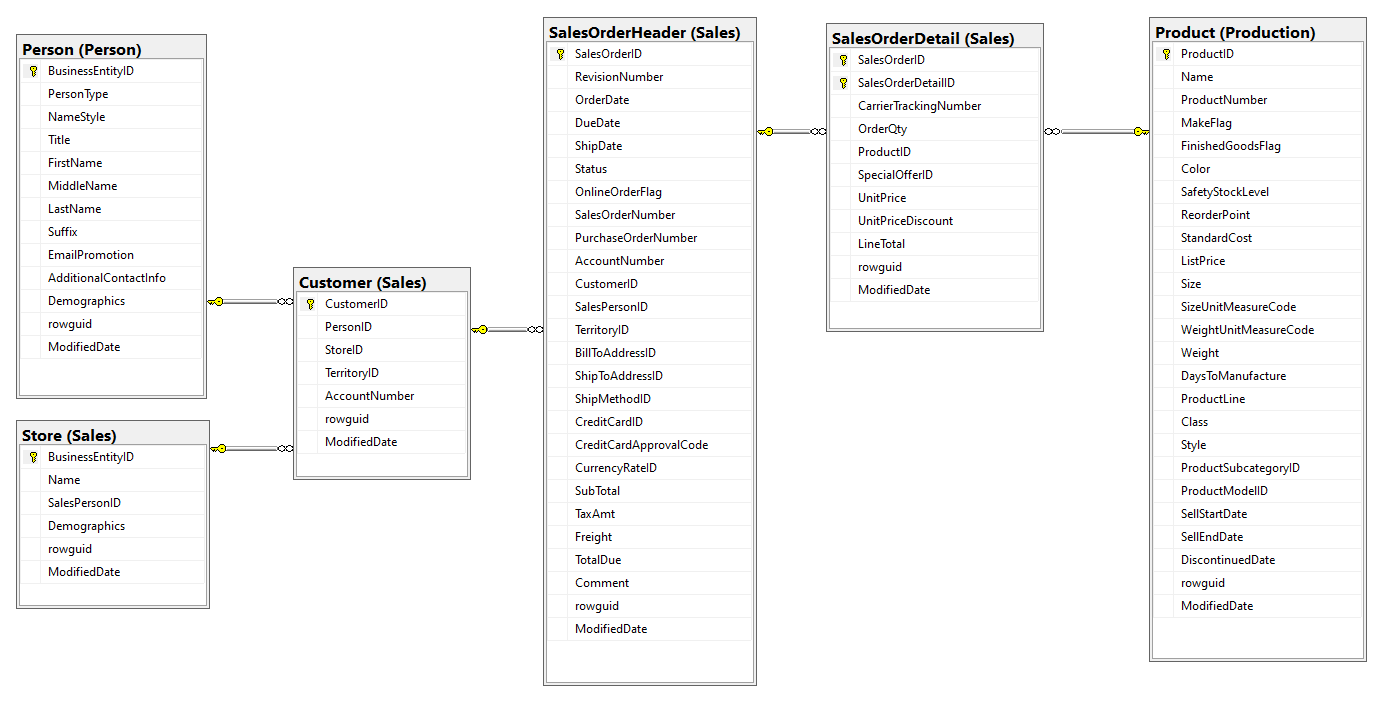 Person (Person)
BusinessEntityID
PersonType
NameStyle
Title
FirstName
MiddleName
LastName
Suffix
EmailPromotion
AdditionalContactInfo
Demographics
rowguid
ModifiedDate
Store (Sales)
BusinessEntityID
Name
SalesPersonID
Demographics
rowguid
ModifiedDate
Customer (Sales)
CustomerID
PersonID
StoreID
TerritoryID
AccountNumber
rowguid
ModifiedDate
SalesOrderHeader (Sales)
SalesOrderID
RevisionNumber
OrderDate
DueDate
ShipDate
Status
OnlineOrderFlag
SalesOrderNumber
PurchaseOrderNumber
AccountNumber
CustomerID
SalesPersonID
TerritoryID
BillToAddressID
ShipToAddressID
ShipMethodID
CreditCardID
CreditCardApprovalCode
CurrencyRateID
SubTotal
TaxAmt
Freight
TotalDue
Comment
rowguid
ModifiedDate
SalesOrderDetail (Sales)
SalesOrderID
SalesOrderDetailID
CarrierTrackingNumber
OrderQty
ProductID
SpecialOfferID
UnitPrice
UnitPriceDiscount
LineTotal
rowguid
ModifiedDate
Product (Production)
ProductID
Name
ProductNumber
MakeFlag
FinishedGoodsFlag
Color
SafetyStockLevel
ReorderPoint
StandardCost
ListPrice
Size
SizeUnitMeasureCode
WeightUnitMeasureCode
Weight
DaysToManufacture
ProductLine
Class
Style
ProductSubcategoryID
ProductModelID
SellStartDate
SellEndDate
DiscontinuedDate
rowguid
ModifiedDate